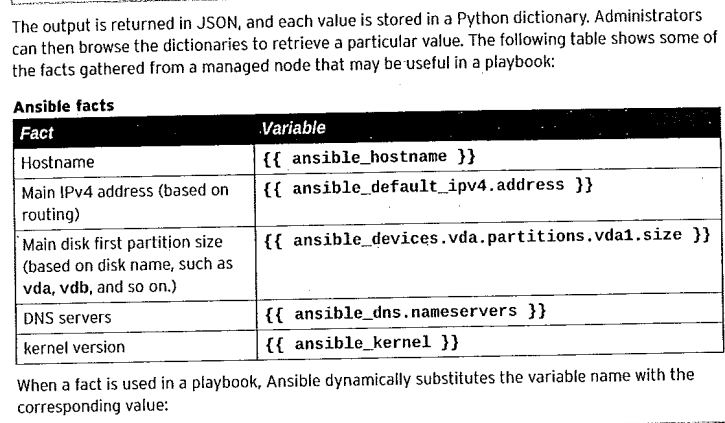 The output is returned in JSON, and each value is stored in a Python dictionary. Administrators
can then browse the dictionaries to retrieve a particular value. The following table shows some of
the facts gathered from a managed node that may be useful in a playbook:
Ansible facts
Fact Variable
Hostname {{ ansible_hostname }}
Main IPv4 address (based on {{ ansible_default_ipv4.address }}
routing)
Main disk first partition size {{ ansible_devices.vda.partitions.vda1.size }}
(based on disk name, such as
vda, vdb, and so on.)
DNS servers {{ ansible_dns.nameservers }}
kernel version {{ ansible_kernel }}
When a fact is used in a playbook, Ansible dynamically substitutes the variable name with the
corresponding value: